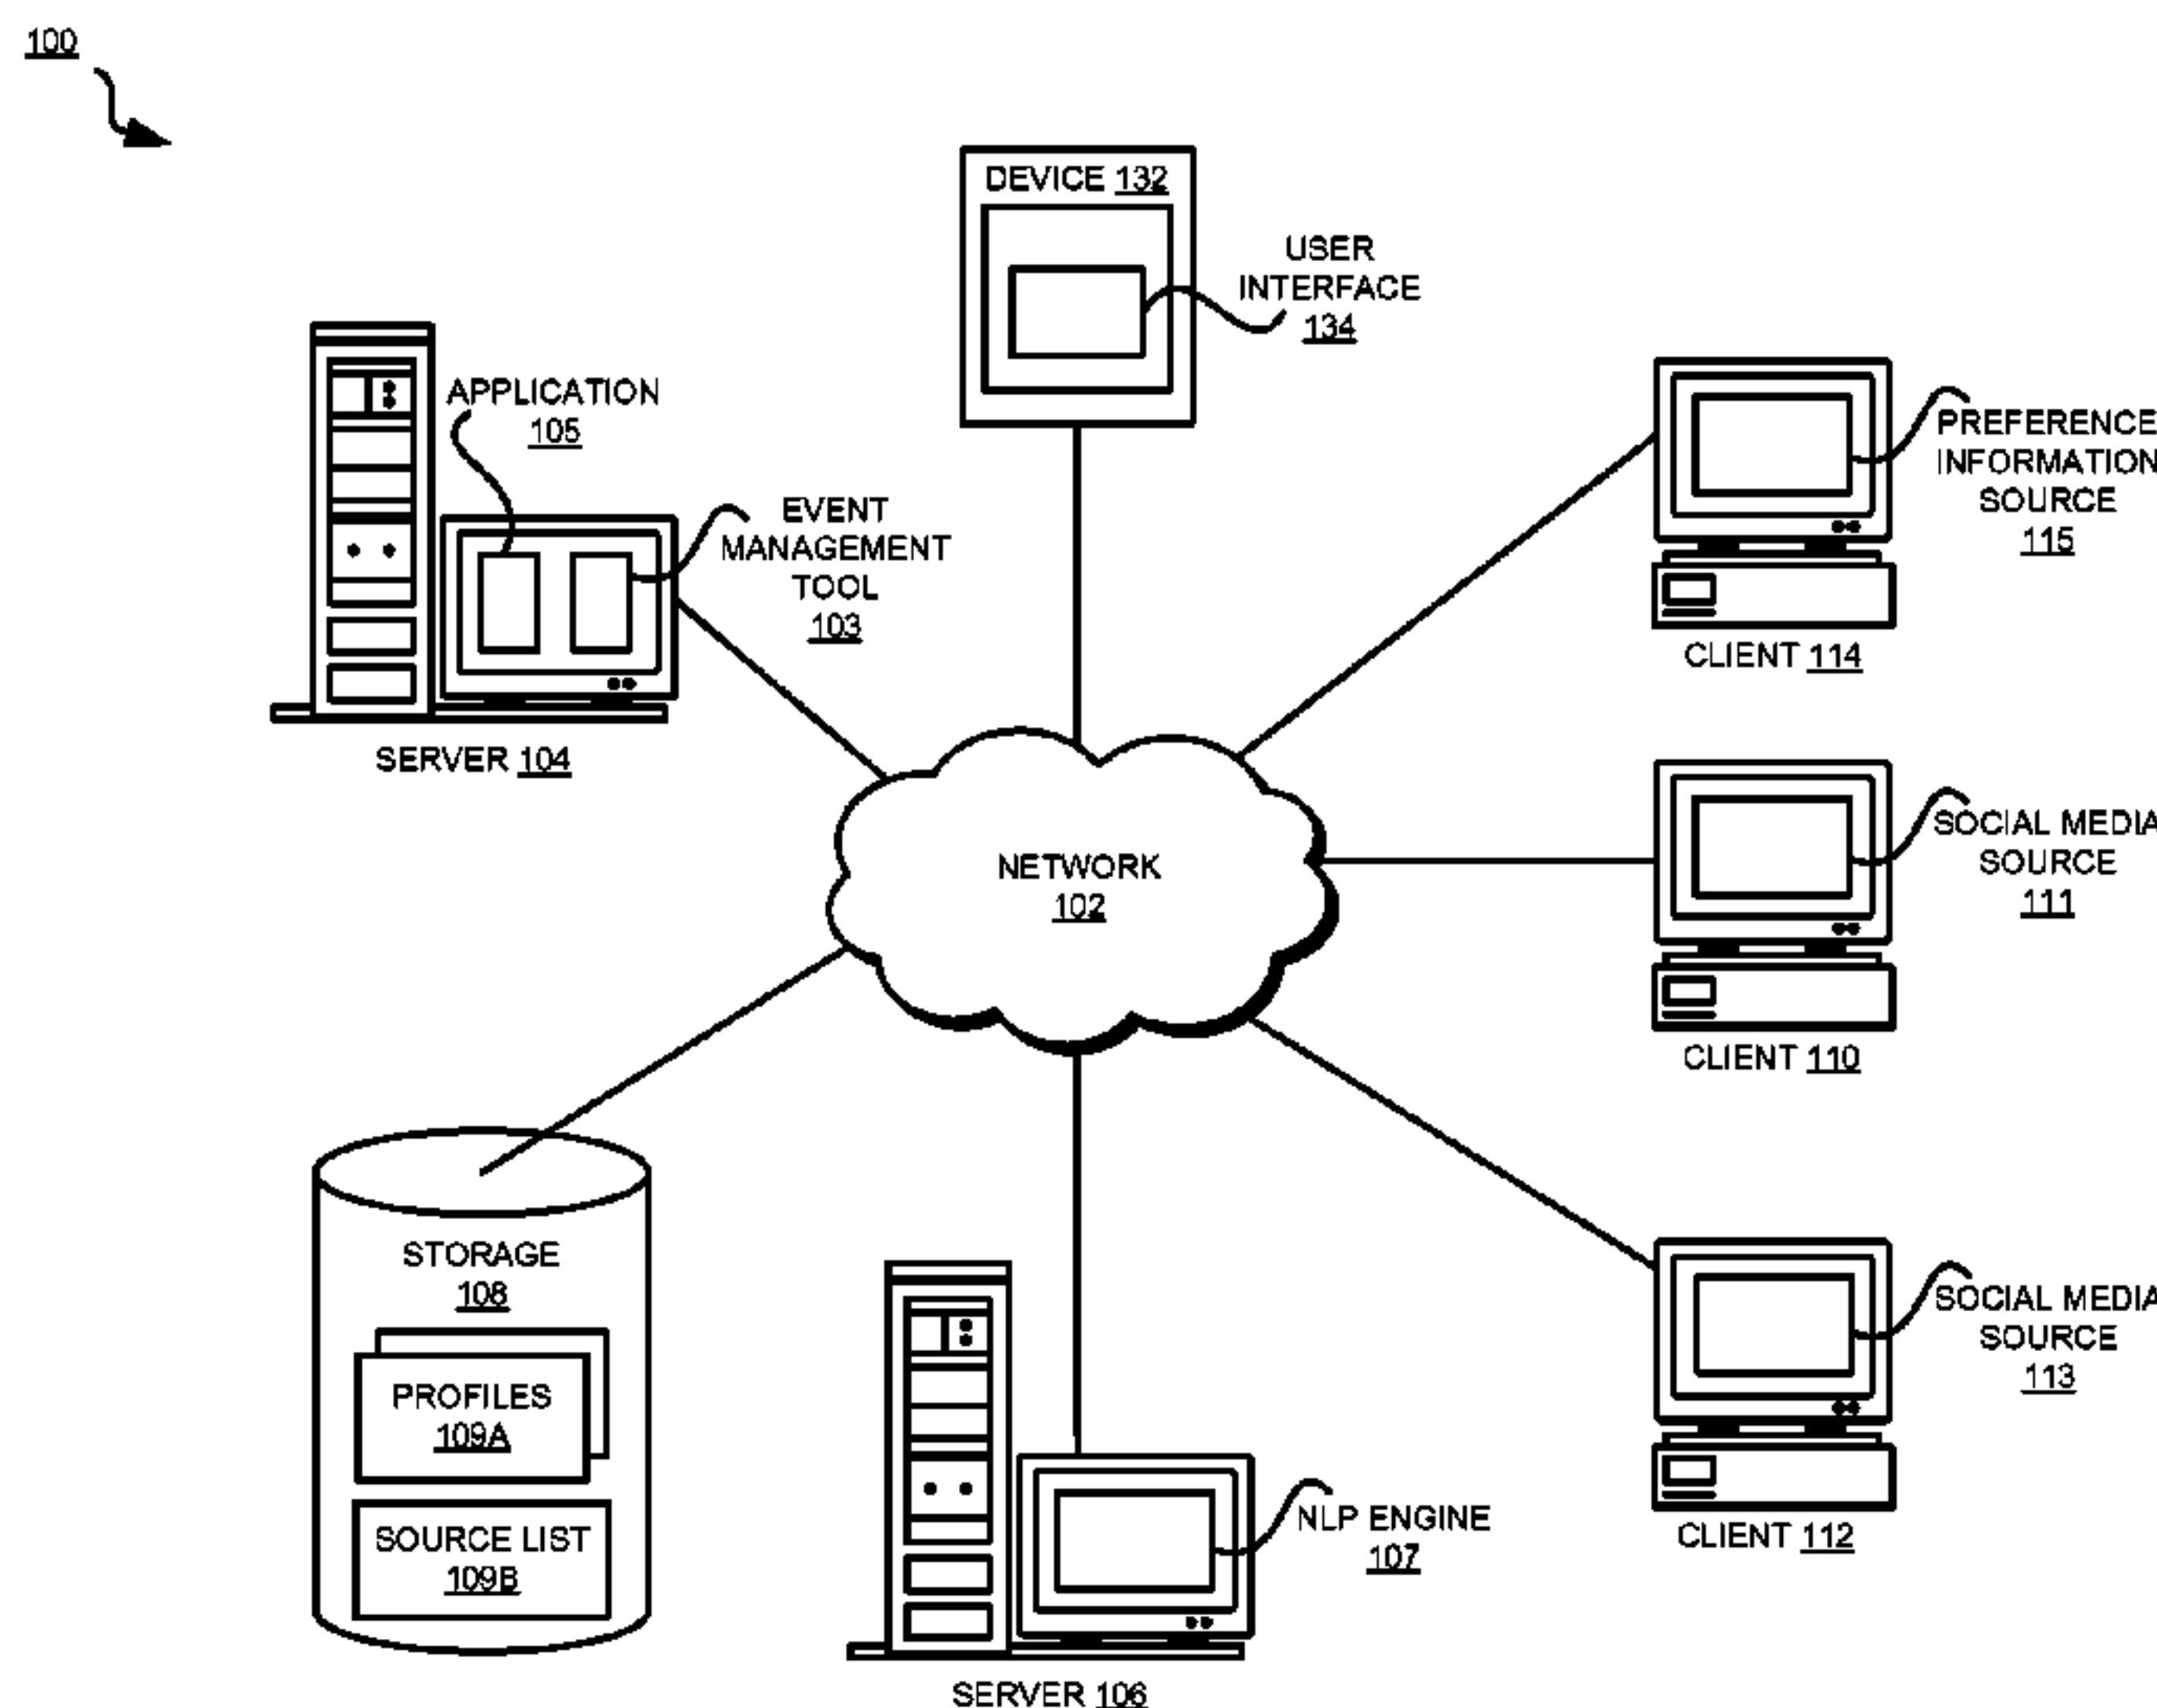 100
DEVICE 132
USER
INTERFACE
134
APPLICATION
105
EVENT
MANAGEMENT
TOOL
103
SERVER 104
PREFERENCE
INFORMATION
SOURCE
115
CLIENT 114
NETWORK
102
SOCIAL MEDIA
SOURCE
111
CLIENT 110
STORAGE
108
PROFILES
109A
SOURCE LIST
109B
NLP ENGINE
107
SERVER 106
SOCIAL MEDIA
SOURCE
113
CLIENT 112